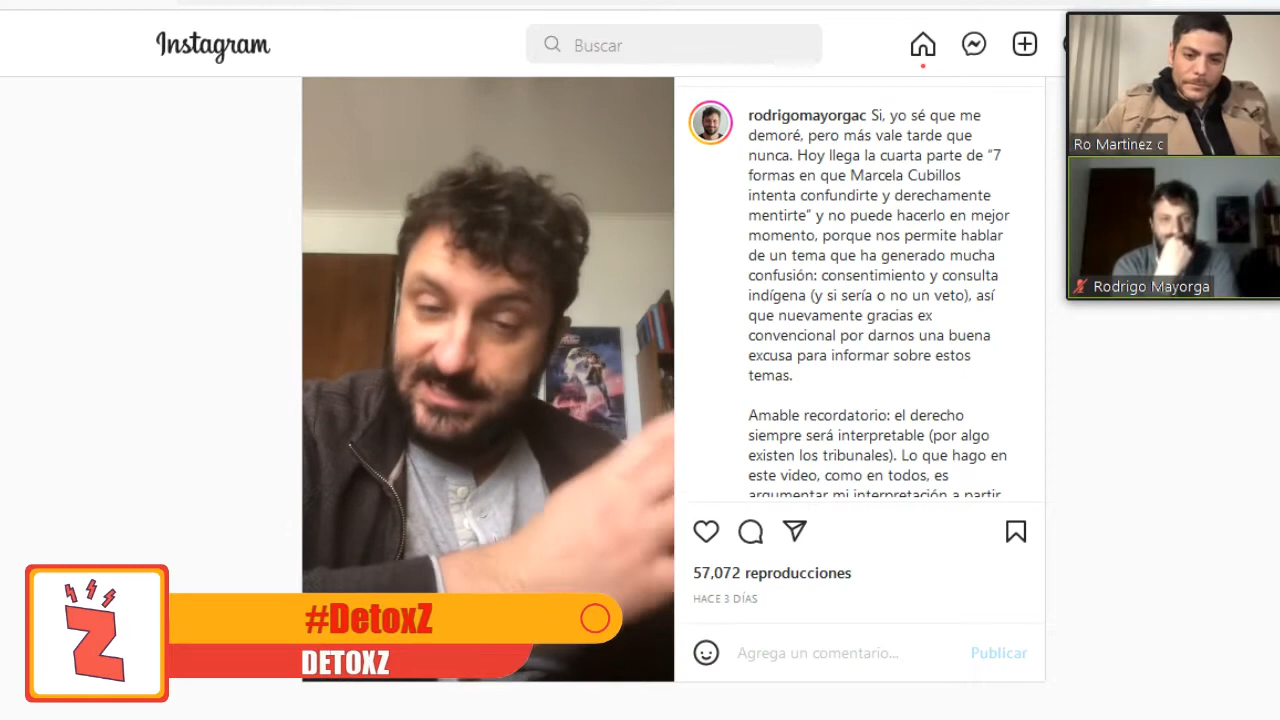 Instagram
Buscar
rodrigomayorgac Si, yo sé que me
demoré, pero más vale tarde que
nunca. Hoy llega la cuarta parte de "7
formas en que Marcela Cubillos
intenta confundirte y derechamente
mentirte" y no puede hacerlo en mejor
momento, porque nos permite hablar
de un tema que ha generado mucha
confusión: consentimiento y consulta
indígena (y si sería o no un veto), así
que nuevamente gracias ex
convencional por darnos una buena
excusa para informar sobre estos
temas.
Amable recordatorio: el derecho
siempre será interpretable (por algo
existen los tribunales). Lo que hago en
este video, como en todos, es
argumentar mi interpretación a partir
57,072 reproducciones
HACE 3 DÍAS
Agrega un comentario... Publicar
Ro Martinez c
Rodrigo Mayorga
Z
#DetoxZ
DETOXZ